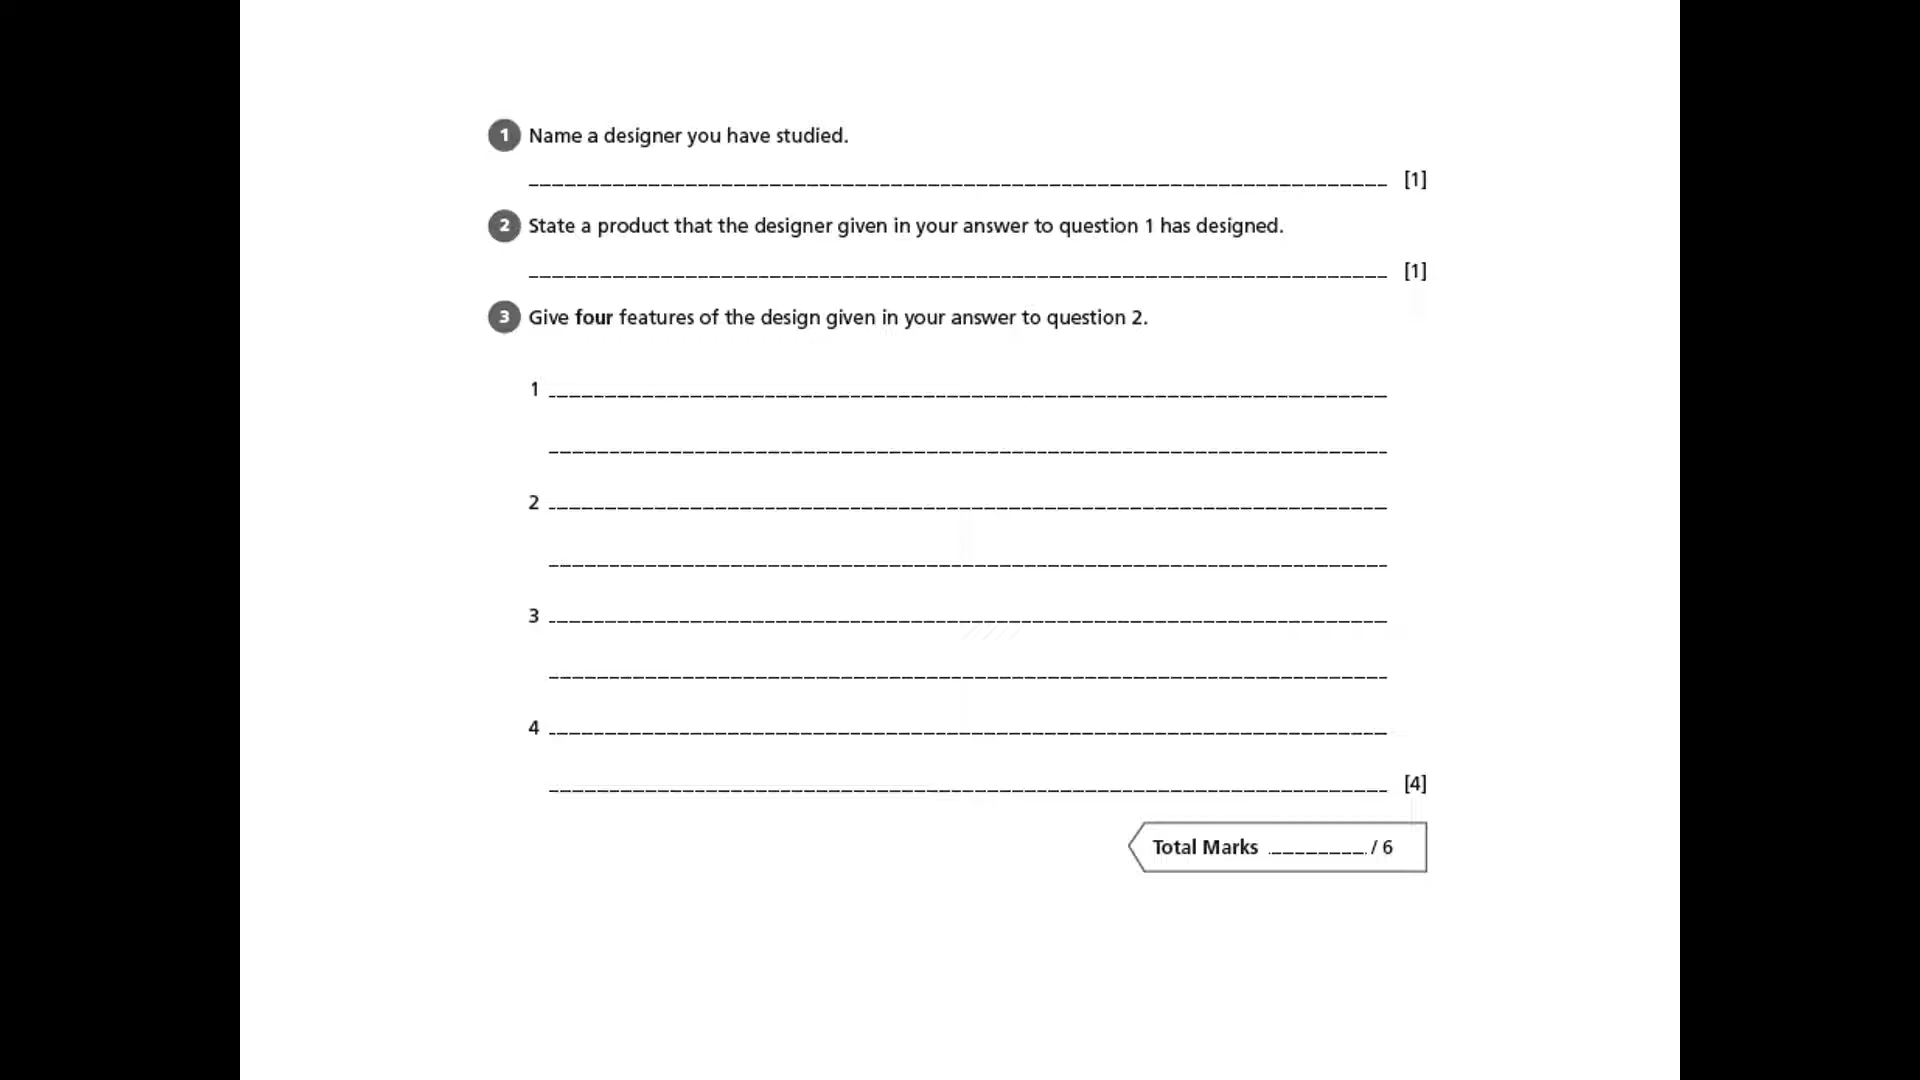 1 Name a designer you have studied.
[1]
2 State a product that the designer given in your answer to question 1 has designed.
[1]
3 Give four features of the design given in your answer to question 2.
1
2
3
4
[4]
Total Marks ________ / 6